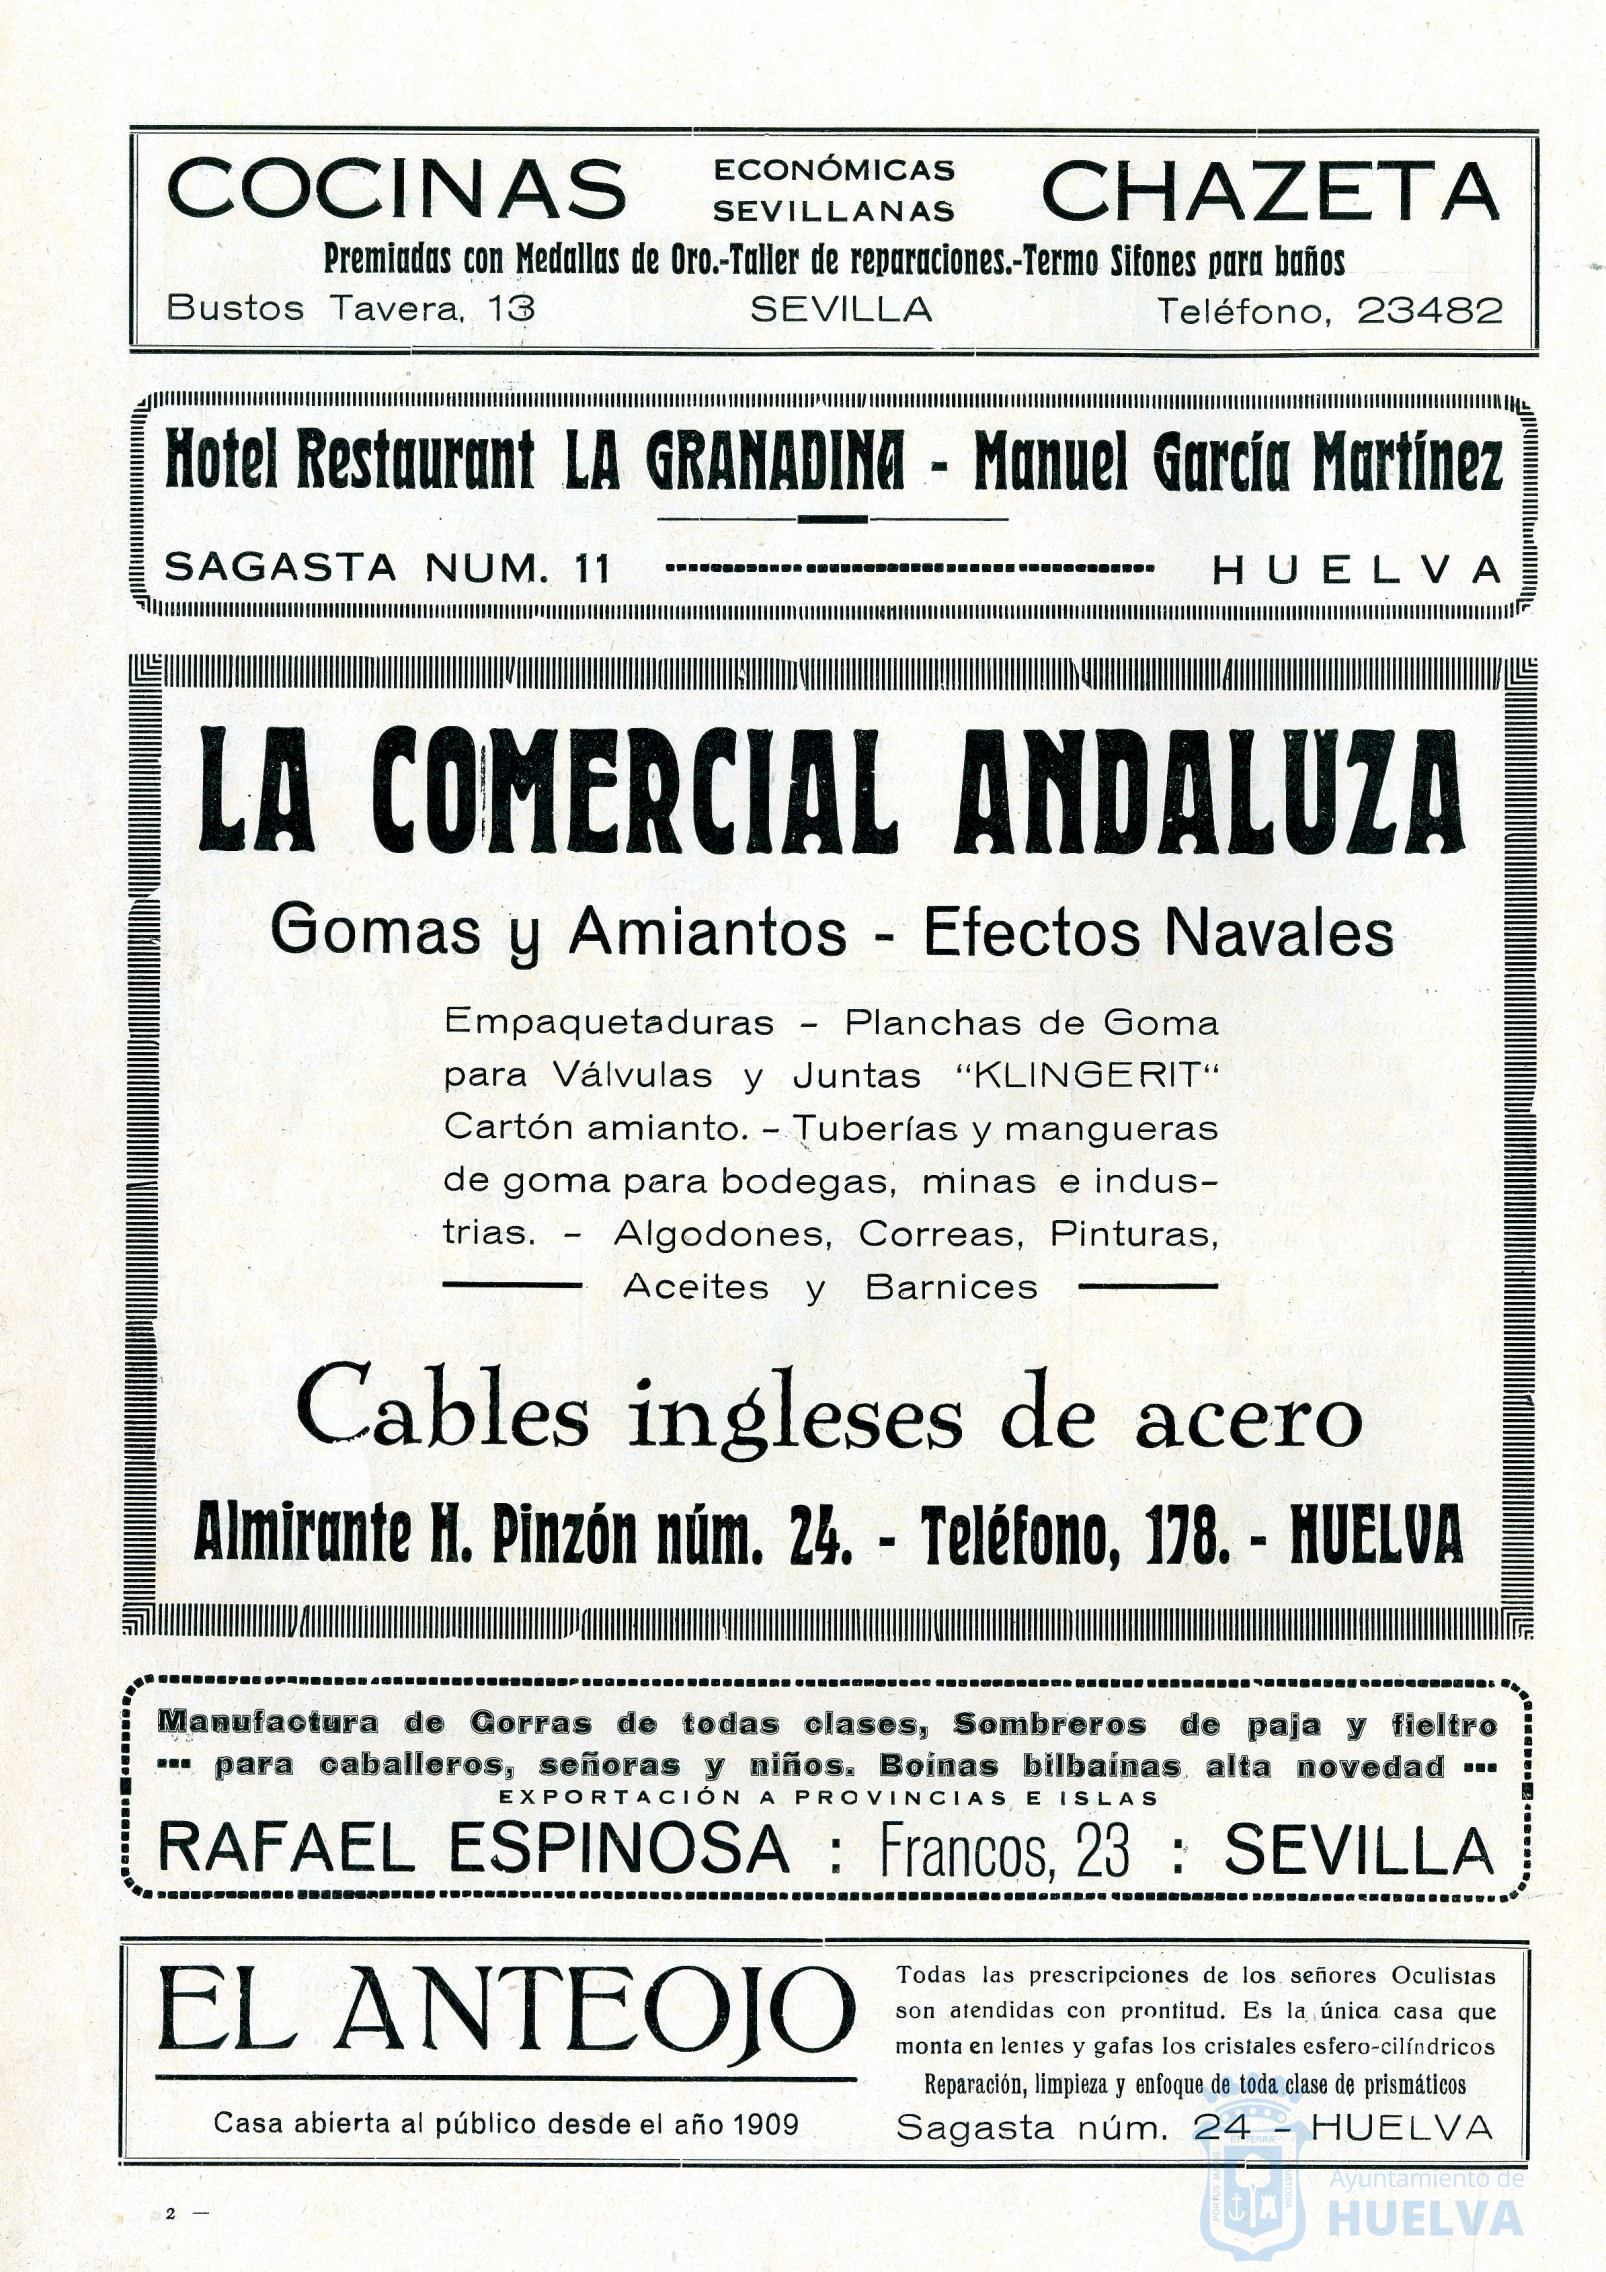 COCINAS ECONÓMICAS SEVILLANAS CHAZETA
Premiadas con Medallas de Oro.-Taller de reparaciones.-Termo Sifones para baños
Bustos Tavera, 13 SEVILLA Teléfono, 23482
Hotel Restaurant LA GRANADINA - Manuel García Martínez
SAGASTA NUM. 11 HUELVA
LA COMERCIAL ANDALUZA
Gomas y Amiantos - Efectos Navales
Empaquetaduras - Planchas de Goma
para Válvulas y Juntas “KLINGERIT“
Cartón amianto. - Tuberías y mangueras
de goma para bodegas, minas e indus-
trias. - Algodones, Correas, Pinturas,
Aceites y Barnices
Cables ingleses de acero
Almirante H. Pinzón núm. 24. - Teléfono, 178. - HUELVA
Manufactura de Gorras de todas clases, Sombreros de paja y fieltro
para caballeros, señoras y niños. Boinas bilbainas alta novedad
EXPORTACIÓN A PROVINCIAS E ISLAS
RAFAEL ESPINOSA : Francos, 23 : SEVILLA
EL ANTEOJO
Casa abierta al público desde el año 1909
Todas las prescripciones de los señores Oculistas
son atendidas con prontitud. Es la única casa que
monta en lentes y gafas los cristales esfero-cilíndricos
Reparación, limpieza y enfoque de toda clase de prismáticos
Sagasta núm. 24 - HUELVA
2 —
Ayuntamiento de
HUELVA